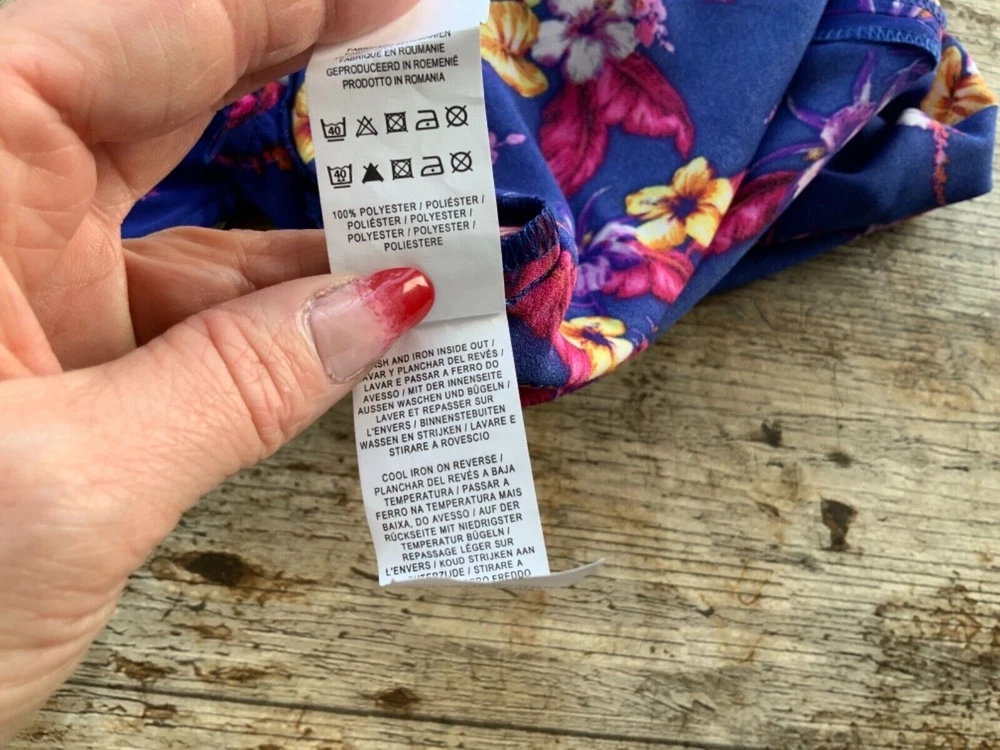 FABRIQUE EN ROUMANIE
GEPRODUCEERD IN ROEMENIË
PRODOTTO IN ROMANIA
40
40
100% POLYESTER / POLIÉSTER /
POLIÉSTER / POLYESTER /
POLYESTER / POLYESTER /
POLIESTERE
AND IRON INSIDE OUT /
Y PLANCHAR DEL REVÉS /
LAVAR E PASSAR A FERRO DO
AVESSO / MIT DER INNENSEITE
AUSSEN WASCHEN UND BÜGELN /
LAVER ET REPASSER SUR
L'ENVERS / BINNENSTEBUITEN
WASSEN EN STRIJKEN / LAVARE E
STIRARE A ROVESCIO
COOL IRON ON REVERSE /
PLANCHAR DEL REVÉS A BAJA
TEMPERATURA / PASSAR A
FERRO NA TEMPERATURA MAIS
BAIXA, DO AVESSO / AUF DER
RÜCKSEITE MIT NIEDRIGSTER
TEMPERATUR BÜGELN /
REPASSAGE LÉGER SUR
L'ENVERS / KOUD STRIJKEN AAN
/ STIRARE A
FREDDO